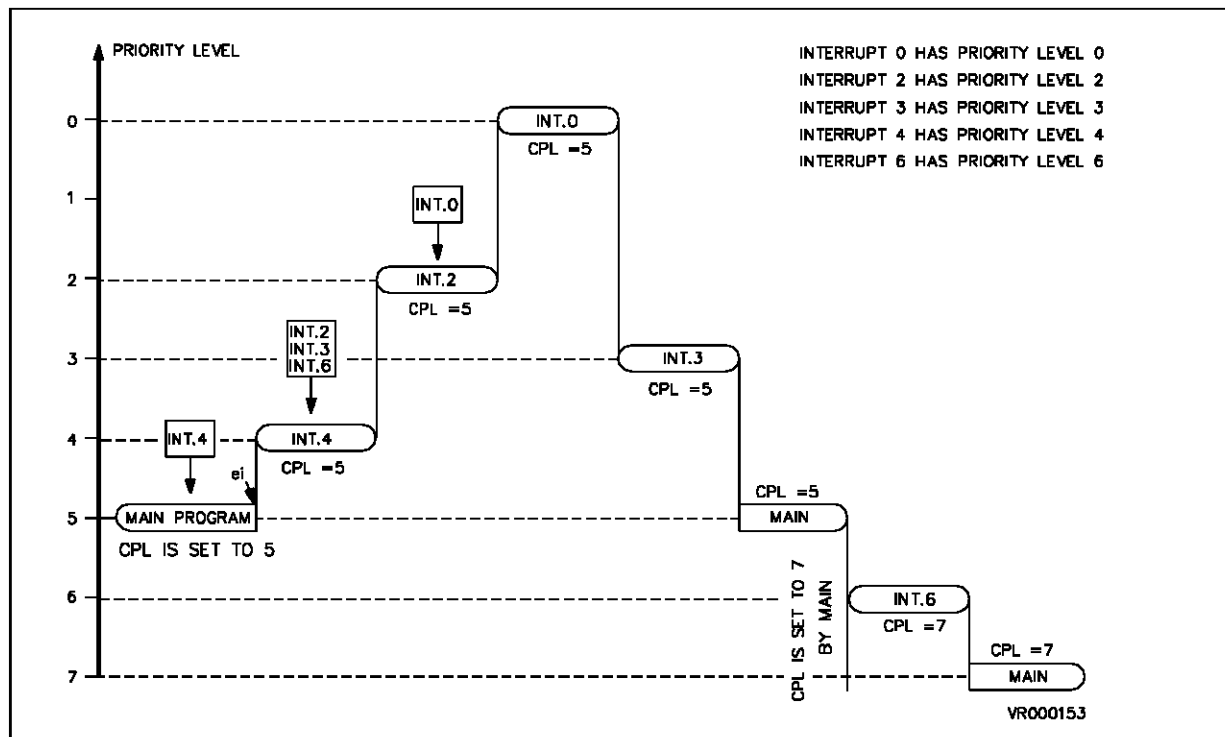 PRIORITY LEVEL
INTERRUPT 0 HAS PRIORITY LEVEL 0
INTERRUPT 2 HAS PRIORITY LEVEL 2
INTERRUPT 3 HAS PRIORITY LEVEL 3
INTERRUPT 4 HAS PRIORITY LEVEL 4
INTERRUPT 6 HAS PRIORITY LEVEL 6
0
INT.0
CPL =5
1
INT.0
2
INT.2
CPL =5
INT.2
INT.3
INT.6
3
INT.3
CPL =5
4
INT.4
INT.4
CPL =5
ei
5
MAIN PROGRAM
CPL IS SET TO 5
CPL =5
MAIN
CPL IS SET TO 7
BY MAIN
6
INT.6
CPL =7
7
CPL =7
MAIN
VR000153